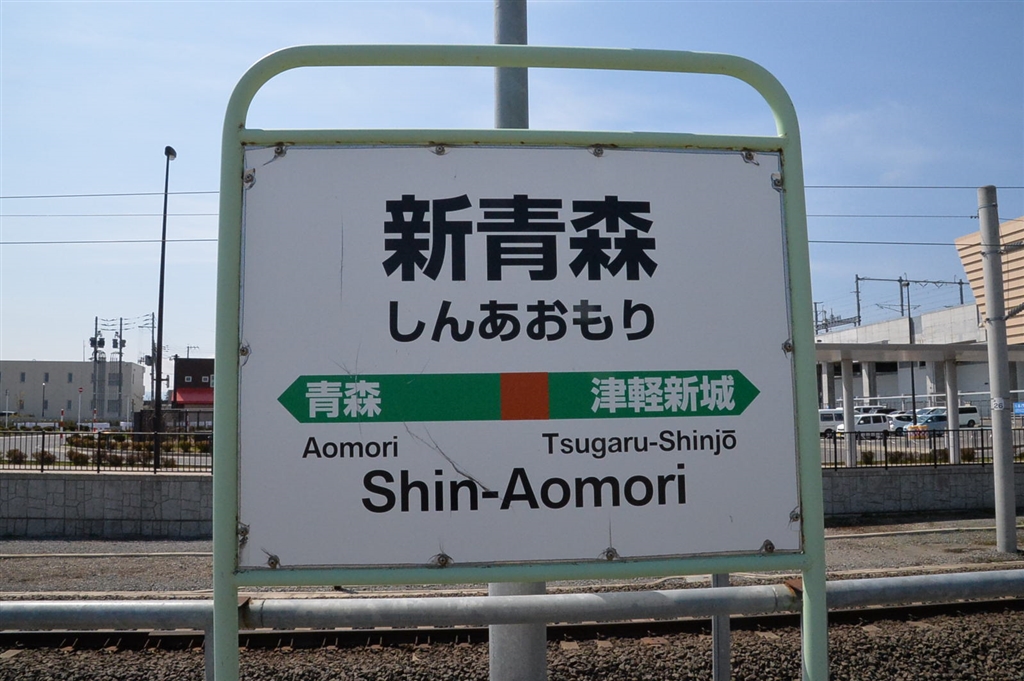 新青森
しんあおもり
青森 津軽新城
Aomori Tsugaru-Shinjō
Shin-Aomori